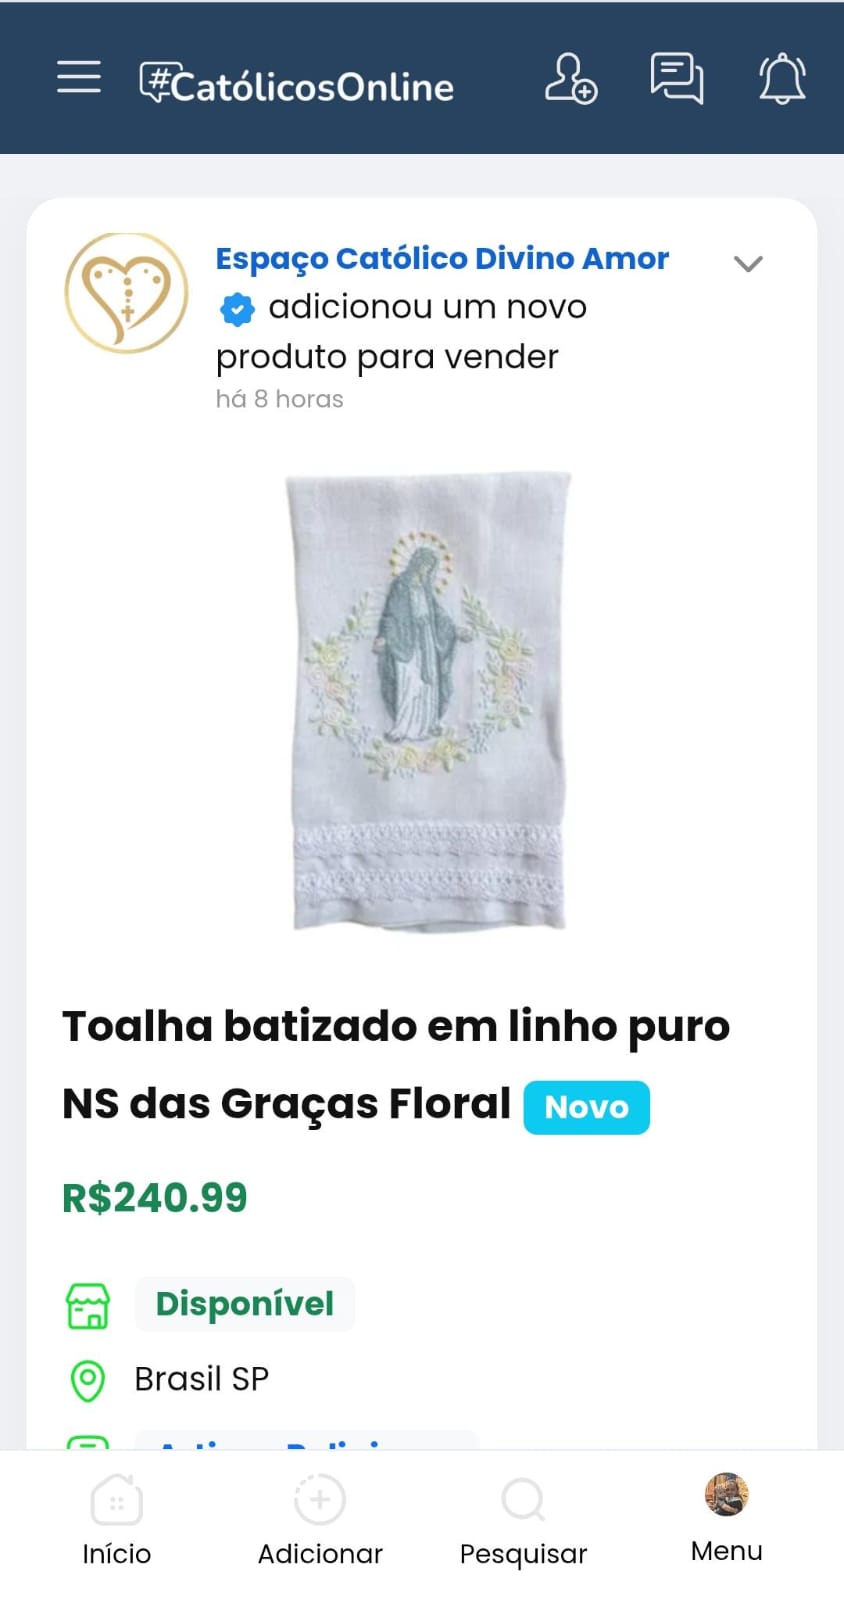 #CatólicosOnline
Espaço Católico Divino Amor
adicionou um novo
produto para vender
há 8 horas
Toalha batizado em linho puro
NS das Graças Floral Novo
R$240.99
Disponível
Brasil SP
Início Adicionar Pesquisar Menu